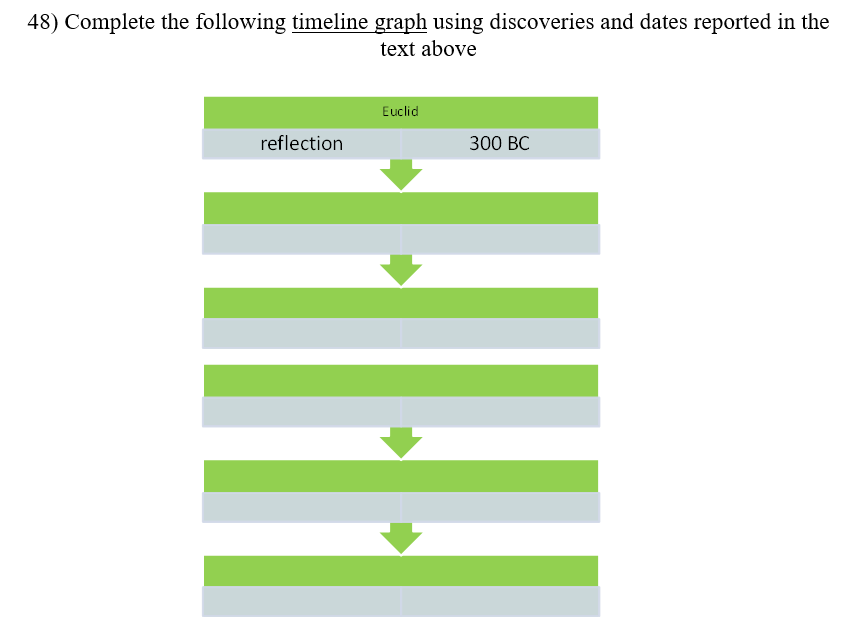 48) Complete the following timeline graph using discoveries and dates reported in the
text above
Euclid
reflection 300 BC